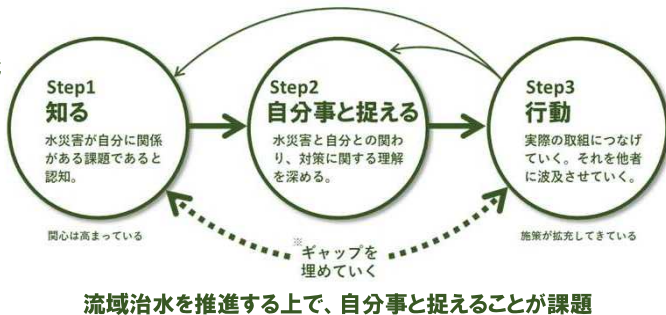 Step1
知る
水災害が自分に関係
がある課題であると
認知。
関心は高まっている
Step2
自分事と捉える
水災害と自分との関わ
り、対策に関する理解
を深める。
Step3
行動
実際の取組につなげ
ていく。それを他者
に波及させていく。
施策が拡充してきている
※ギャップを
埋めていく
流域治水を推進する上で、自分事と捉えることが課題